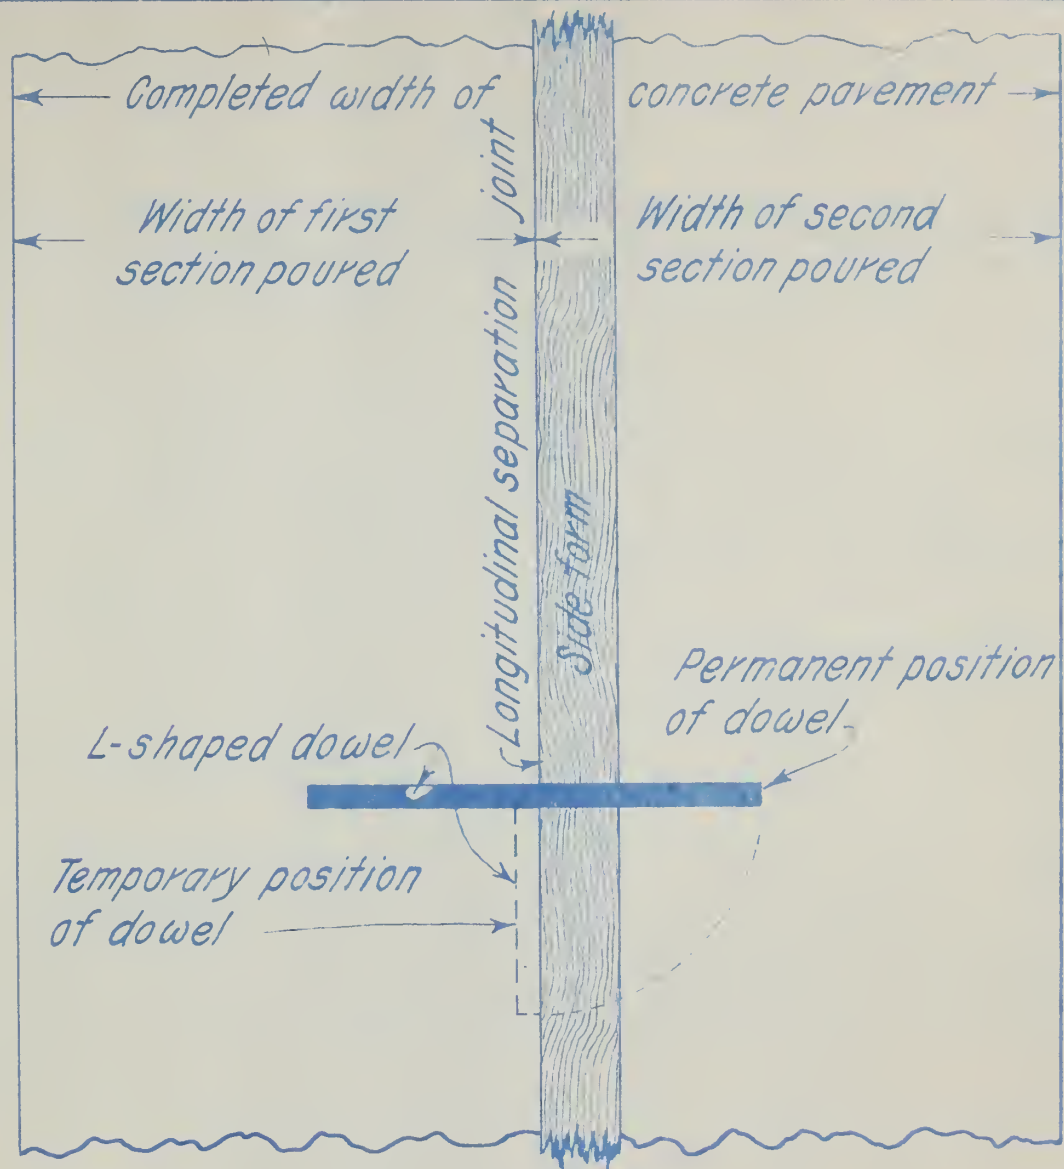 Completed width of
concrete pavement
Width of first
section poured
Width of second
section poured
Longitudinal separation joint
Side form
Permanent position
of dowel
L-shaped dowel
Temporary position
of dowel